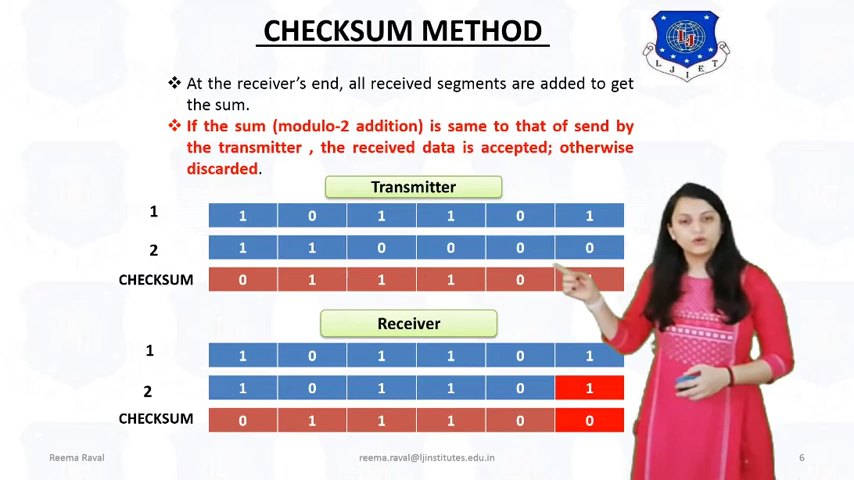 CHECKSUM METHOD
LJIET
❖ At the receiver's end, all received segments are added to get
the sum.
❖ If the sum (modulo-2 addition) is same to that of send by
the transmitter , the received data is accepted; otherwise
discarded.
Transmitter
1 1 0 1 1 0 1
2 1 1 0 0 0 0
CHECKSUM 0 1 1 1 0
Receiver
1 1 0 1 1 0 1
2 1 0 1 1 0 1
CHECKSUM 0 1 1 1 0 0
Reema Raval reema.raval@ljinstitutes.edu.in 6